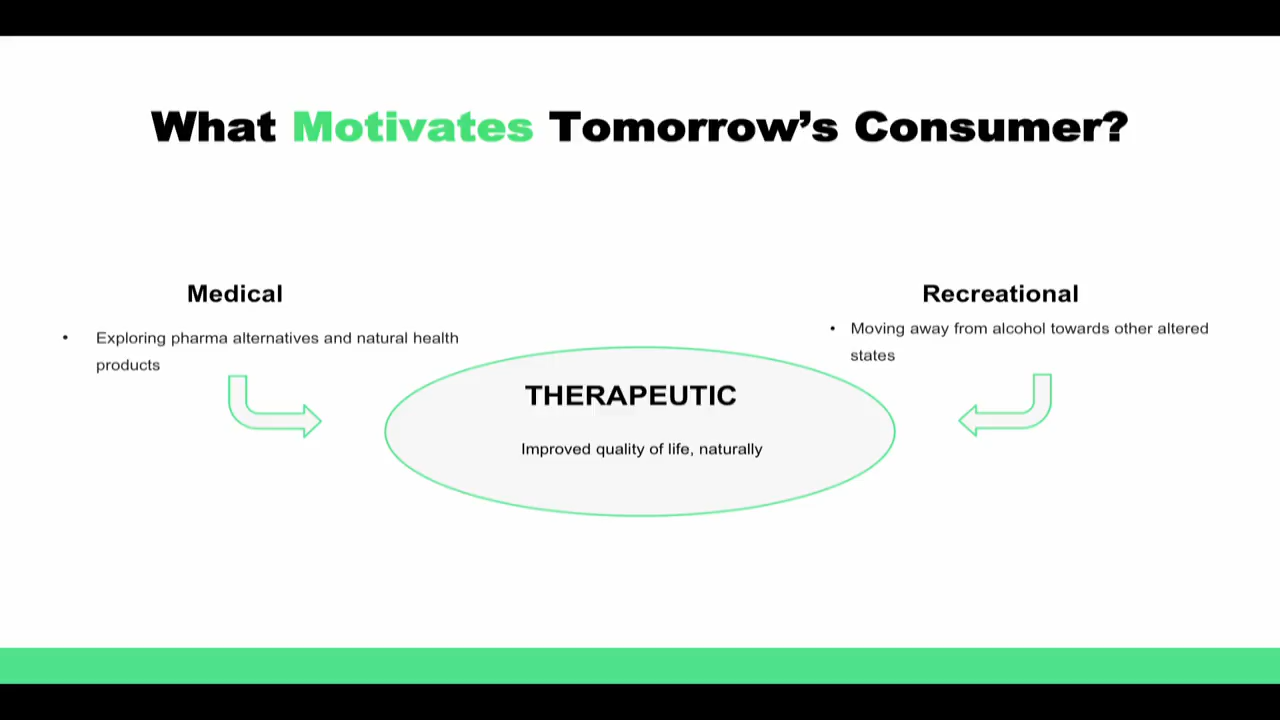 What Motivates Tomorrow’s Consumer?
Medical
• Exploring pharma alternatives and natural health
products
Recreational
• Moving away from alcohol towards other altered
states
THERAPEUTIC
Improved quality of life, naturally